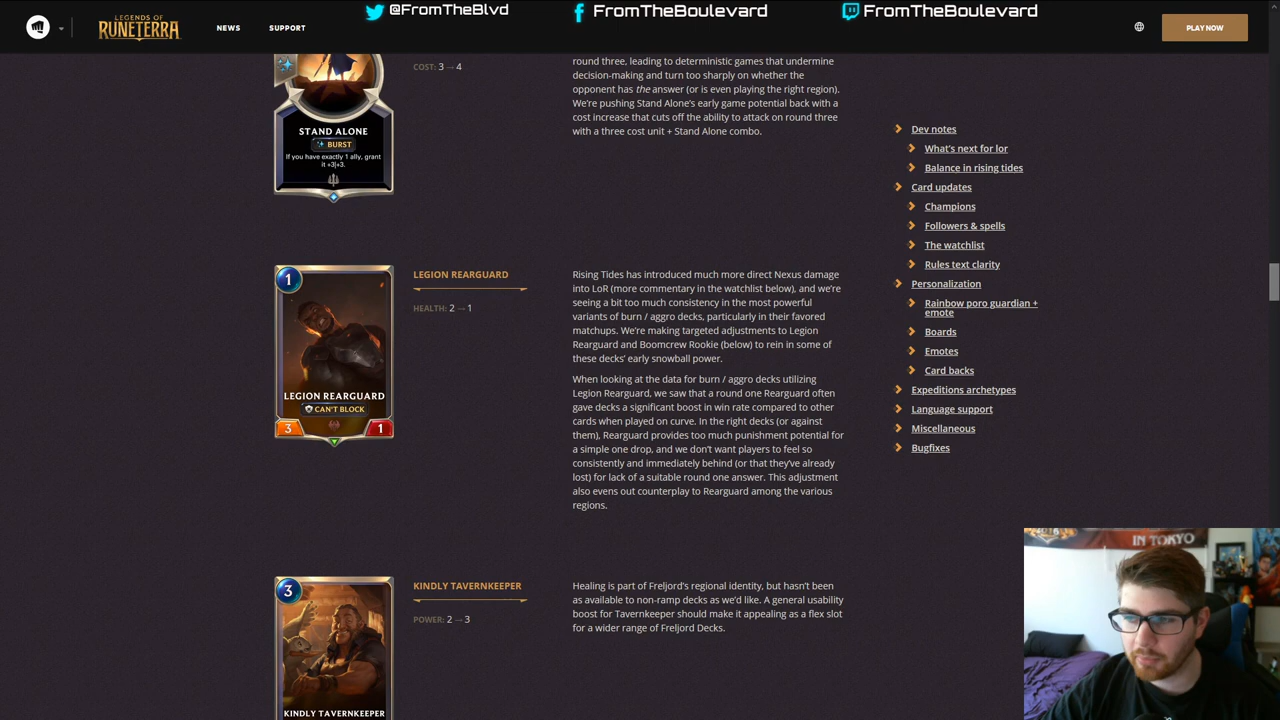 @FromTheBlvd
FromTheBoulevard
FromTheBoulevard
LEGENDS OF
RUNETERRA
NEWS
SUPPORT
PLAY NOW
COST: 3 → 4
round three, leading to deterministic games that undermine
decision-making and turn too sharply on whether the
opponent has the answer (or is even playing the right region).
We're pushing Stand Alone's early game potential back with a
cost increase that cuts off the ability to attack on round three
with a three cost unit + Stand Alone combo.
STAND ALONE
BURST
If you have exactly 1 ally, grant
it +3|+3.
Dev notes
What's next for lor
Balance in rising tides
Card updates
Champions
Followers & spells
The watchlist
Rules text clarity
Personalization
Rainbow poro guardian +
emote
Boards
Emotes
Card backs
Expeditions archetypes
Language support
Miscellaneous
Bugfixes
1
LEGION REARGUARD
CAN'T BLOCK
3
1
LEGION REARGUARD
HEALTH: 2 → 1
Rising Tides has introduced much more direct Nexus damage
into LoR (more commentary in the watchlist below), and we're
seeing a bit too much consistency in the most powerful
variants of burn / aggro decks, particularly in their favored
matchups. We're making targeted adjustments to Legion
Rearguard and Boomcrew Rookie (below) to rein in some of
these decks' early snowball power.
When looking at the data for burn / aggro decks utilizing
Legion Rearguard, we saw that a round one Rearguard often
gave decks a significant boost in win rate compared to other
cards when played on curve. In the right decks (or against
them), Rearguard provides too much punishment potential for
a simple one drop, and we don't want players to feel so
consistently and immediately behind (or that they've already
lost) for lack of a suitable round one answer. This adjustment
also evens out counterplay to Rearguard among the various
regions.
3
KINDLY TAVERNKEEPER
KINDLY TAVERNKEEPER
POWER: 2 → 3
Healing is part of Freljord's regional identity, but hasn't been
as available to non-ramp decks as we'd like. A general usability
boost for Tavernkeeper should make it appealing as a flex slot
for a wider range of Freljord Decks.
IN TOKYO